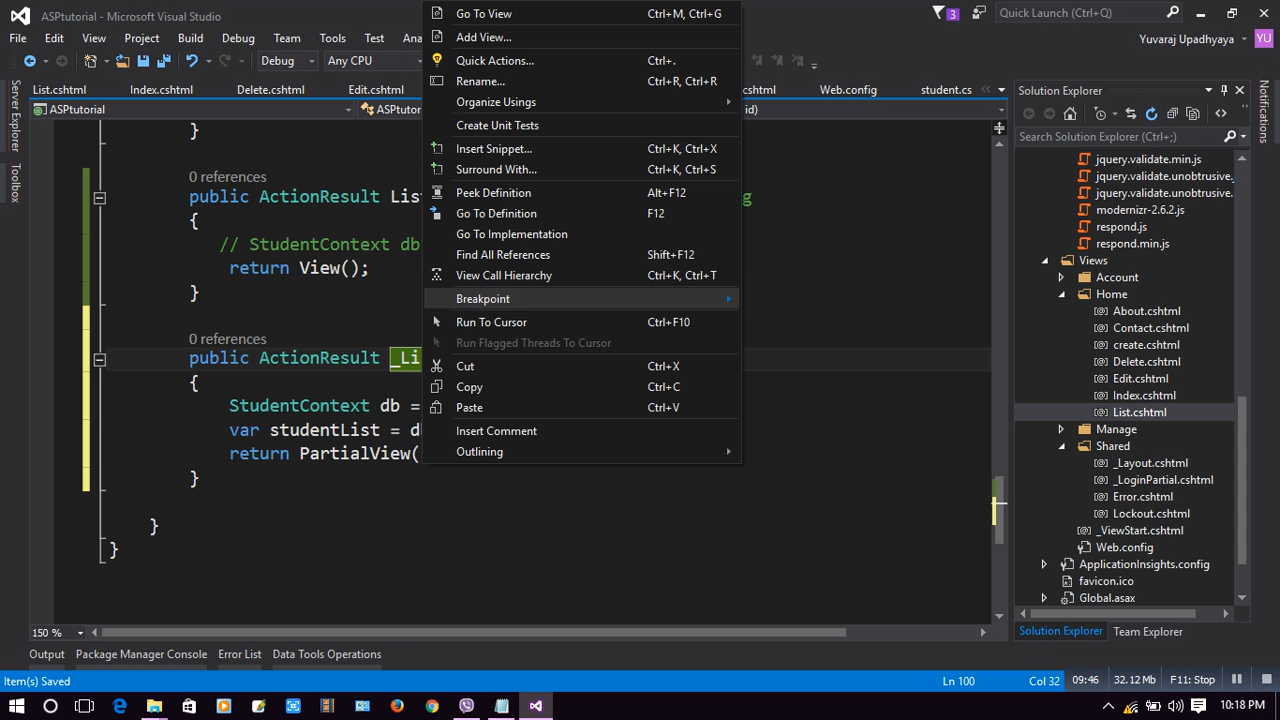 ASPtutorial - Microsoft Visual Studio
3
Quick Launch (Ctrl+Q)
File Edit View Project Build Debug Team Tools Test Ana
Yuvaraj Upadhyaya YU
Debug Any CPU
List.cshtml Index.cshtml Delete.cshtml Edit.cshtml .cshtml Web.config student.cs
ASPtutorial ASPtutor id)
Server Explorer
Toolbox
Notifications
}
0 references
public ActionResult Lis g
{
// StudentContext db
return View();
}
0 references
public ActionResult _Li
{
StudentContext db =
var studentList = d
return PartialView(
}
}
}
Go To View Ctrl+M, Ctrl+G
Add View...
Quick Actions... Ctrl+.
Rename... Ctrl+R, Ctrl+R
Organize Usings
Create Unit Tests
Insert Snippet... Ctrl+K, Ctrl+X
Surround With... Ctrl+K, Ctrl+S
Peek Definition Alt+F12
Go To Definition F12
Go To Implementation
Find All References Shift+F12
View Call Hierarchy Ctrl+K, Ctrl+T
Breakpoint
Run To Cursor Ctrl+F10
Run Flagged Threads To Cursor
Cut Ctrl+X
Copy Ctrl+C
Paste Ctrl+V
Insert Comment
Outlining
Solution Explorer
Search Solution Explorer (Ctrl+;)
jquery.validate.min.js
jquery.validate.unobtrusive.
jquery.validate.unobtrusive.
modernizr-2.6.2.js
respond.js
respond.min.js
Views
Account
Home
About.cshtml
Contact.cshtml
create.cshtml
Delete.cshtml
Edit.cshtml
Index.cshtml
List.cshtml
Manage
Shared
_Layout.cshtml
_LoginPartial.cshtml
Error.cshtml
Lockout.cshtml
_ViewStart.cshtml
Web.config
ApplicationInsights.config
favicon.ico
Global.asax
Solution Explorer Team Explorer
150 %
Output Package Manager Console Error List Data Tools Operations
Item(s) Saved Ln 100 Col 32 09:46 32.12 Mb F11: Stop
10:18 PM